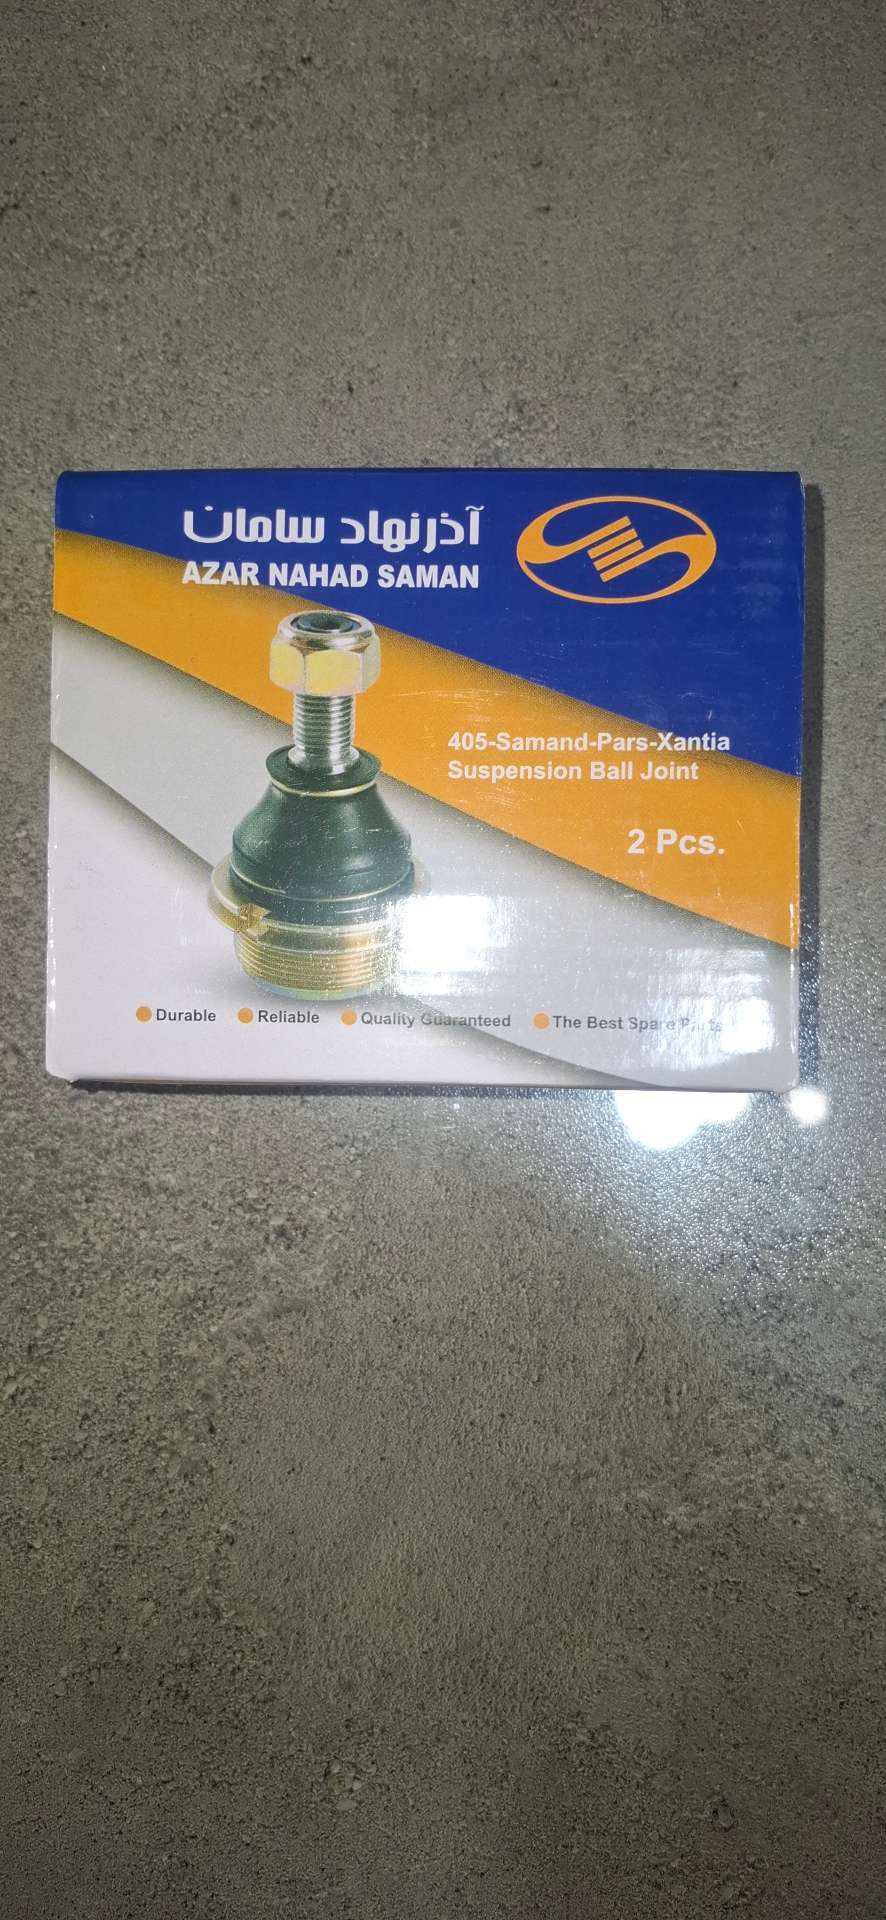 آذرنهاد سامان
AZAR NAHAD SAMAN
405-Samand-Pars-Xantia
Suspension Ball Joint
2 Pcs.
Durable Reliable Quality Guaranteed The Best Spare Parts